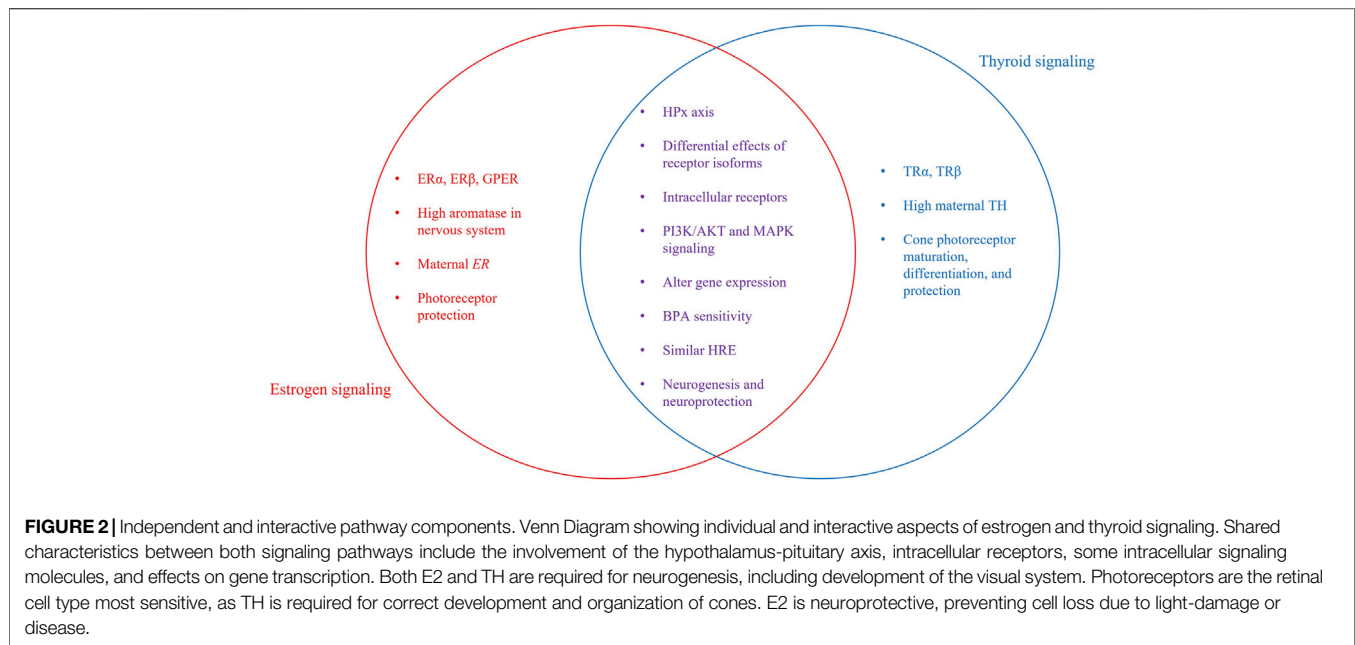 Thyroid signaling
• HPx axis
• Differential effects of
receptor isoforms
• Intracellular receptors
• PI3K/AKT and MAPK
signaling
• Alter gene expression
• BPA sensitivity
• Similar HRE
• Neurogenesis and
neuroprotection
• ERα, ERβ, GPER
• High aromatase in
nervous system
• Maternal ER
• Photoreceptor
protection
• TRα, TRβ
• High maternal TH
• Cone photoreceptor
maturation,
differentiation, and
protection
Estrogen signaling
FIGURE 2 | Independent and interactive pathway components. Venn Diagram showing individual and interactive aspects of estrogen and thyroid signaling. Shared
characteristics between both signaling pathways include the involvement of the hypothalamus-pituitary axis, intracellular receptors, some intracellular signaling
molecules, and effects on gene transcription. Both E2 and TH are required for neurogenesis, including development of the visual system. Photoreceptors are the retinal
cell type most sensitive, as TH is required for correct development and organization of cones. E2 is neuroprotective, preventing cell loss due to light-damage or
disease.